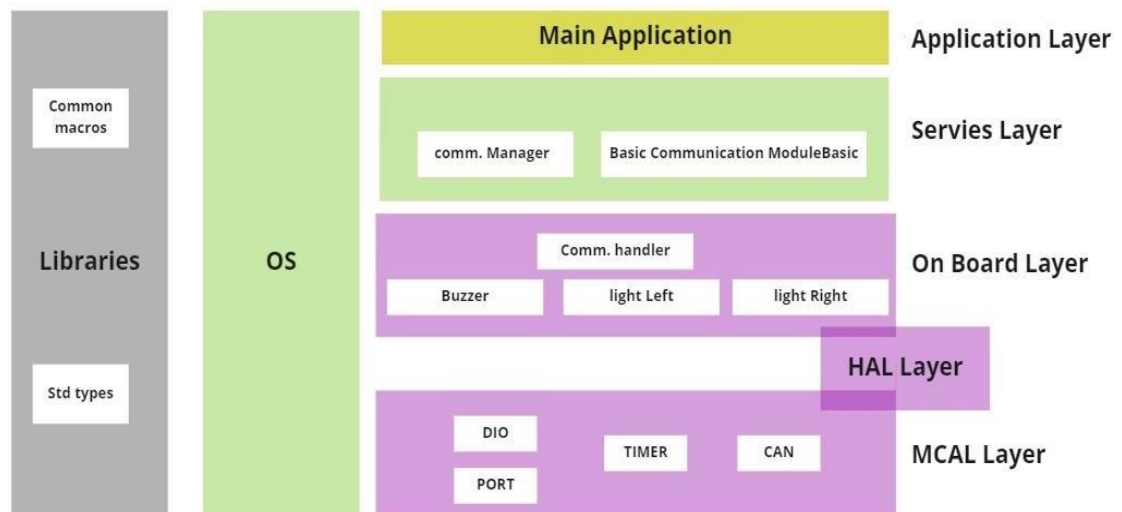 Main Application
Application Layer
Common
macros
Servies Layer
comm. Manager
Basic Communication ModuleBasic
Libraries
OS
Comm. handler
On Board Layer
Buzzer
light Left
light Right
HAL Layer
Std types
DIO
TIMER
CAN
MCAL Layer
PORT